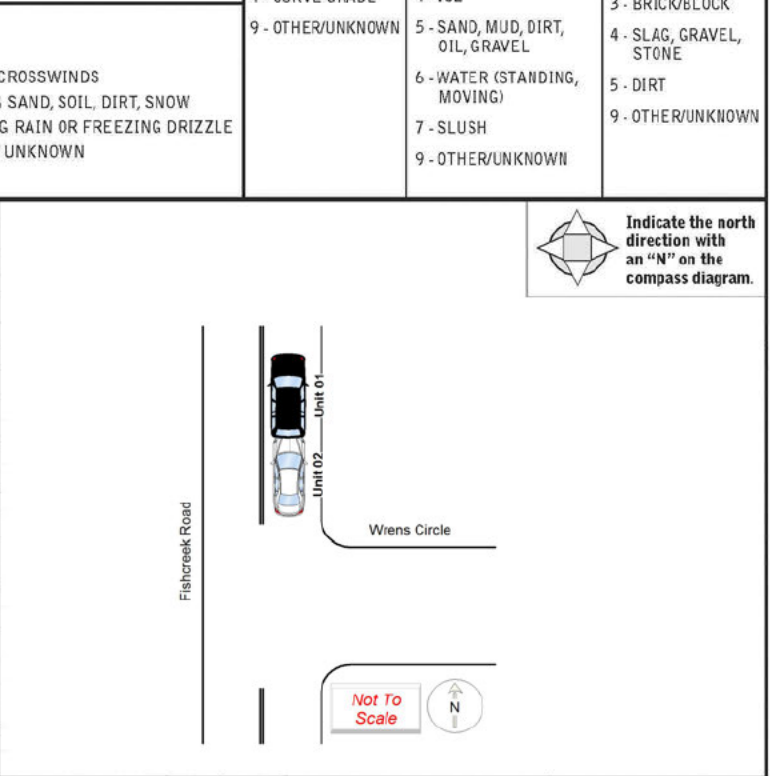 9 - OTHER/UNKNOWN
CROSSWINDS
SAND, SOIL, DIRT, SNOW
G RAIN OR FREEZING DRIZZLE
UNKNOWN
5 - SAND, MUD, DIRT,
OIL, GRAVEL
6 - WATER (STANDING,
MOVING)
7 - SLUSH
9 - OTHER/UNKNOWN
3 - BRICK/BLOCK
4 - SLAG, GRAVEL,
STONE
5 - DIRT
9 - OTHER/UNKNOWN
Indicate the north
direction with
an “N” on the
compass diagram.
Unit 01
Unit 02
Fishcreek Road
Wrens Circle
Not To
Scale
N